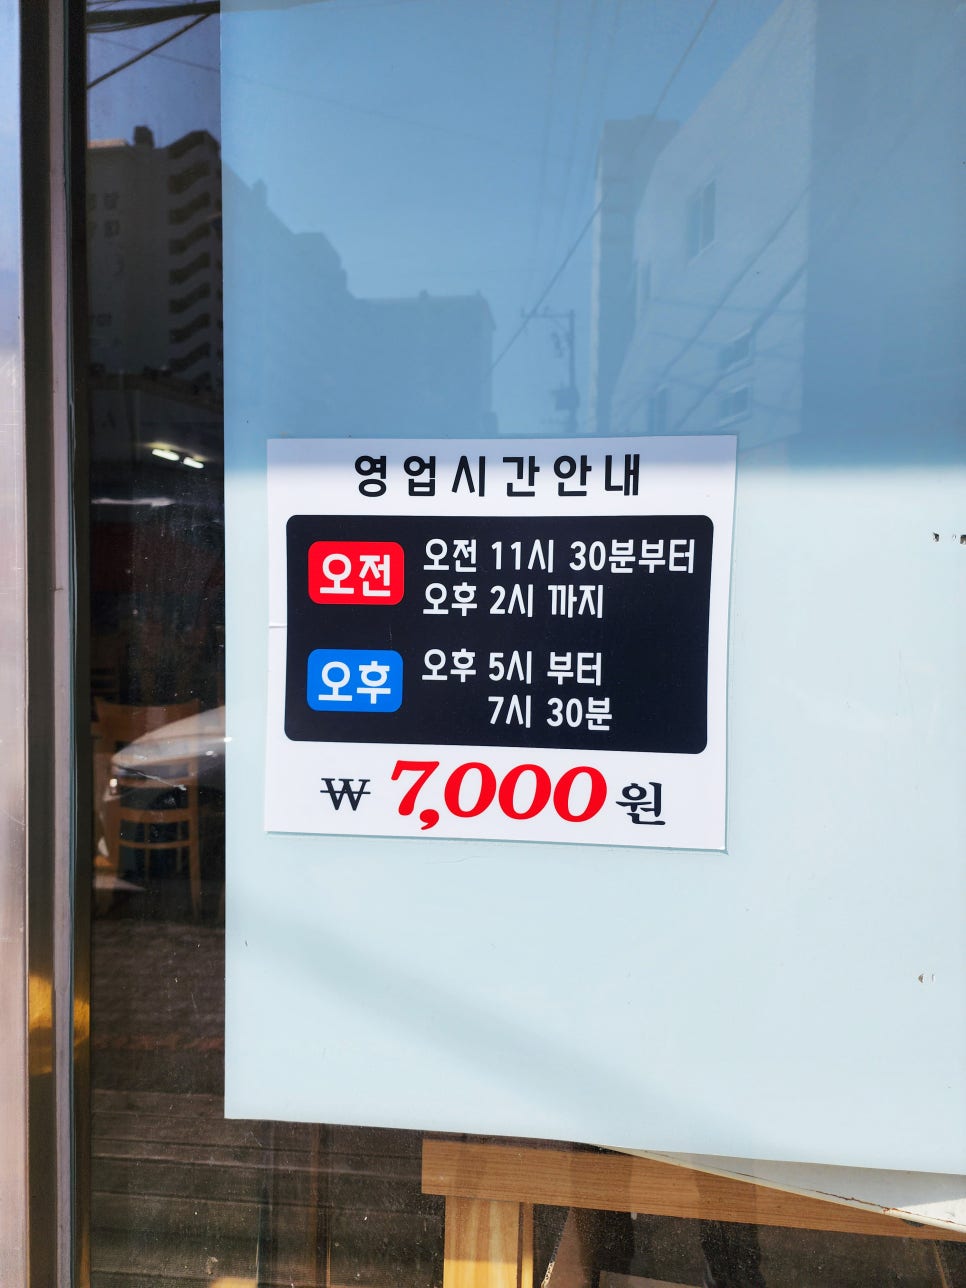 영업시간안내
오전 오전 11시 30분부터
오후 2시 까지
오후 오후 5시 부터
7시 30분
₩ 7,000 원